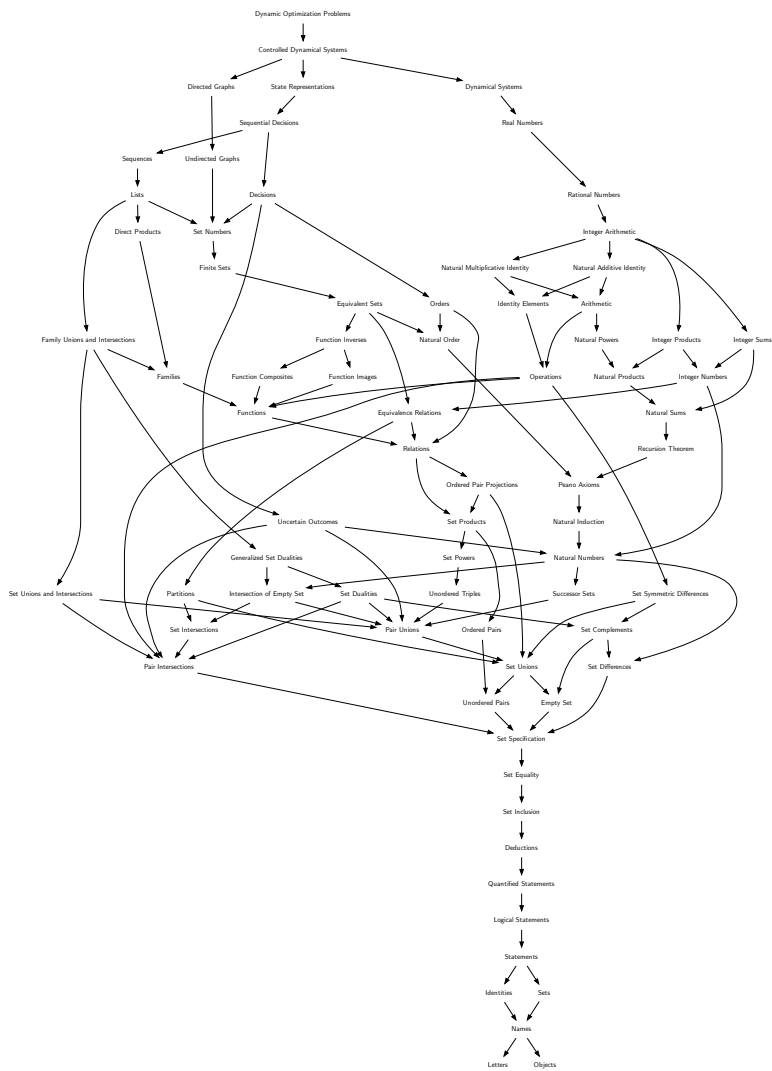 Dynamic Optimization Problems
Controlled Dynamical Systems
Directed Graphs
State Representations
Dynamical Systems
Sequential Decisions
Real Numbers
Sequences
Undirected Graphs
Lists
Decisions
Rational Numbers
Direct Products
Set Numbers
Integer Arithmetic
Finite Sets
Natural Multiplicative Identity
Natural Additive Identity
Equivalent Sets
Orders
Identity Elements
Arithmetic
Family Unions and Intersections
Function Inverses
Natural Order
Natural Powers
Integer Products
Integer Sums
Families
Function Composites
Function Images
Operations
Natural Products
Integer Numbers
Functions
Equivalence Relations
Natural Sums
Relations
Recursion Theorem
Ordered Pair Projections
Peano Axioms
Uncertain Outcomes
Set Products
Natural Induction
Generalized Set Dualities
Set Powers
Natural Numbers
Set Unions and Intersections
Partitions
Intersection of Empty Set
Set Dualities
Unordered Triples
Successor Sets
Set Symmetric Differences
Set Intersections
Pair Unions
Ordered Pairs
Set Complements
Pair Intersections
Set Unions
Set Differences
Unordered Pairs
Empty Set
Set Specification
Set Equality
Set Inclusion
Deductions
Quantified Statements
Logical Statements
Statements
Identities
Sets
Names
Letters
Objects